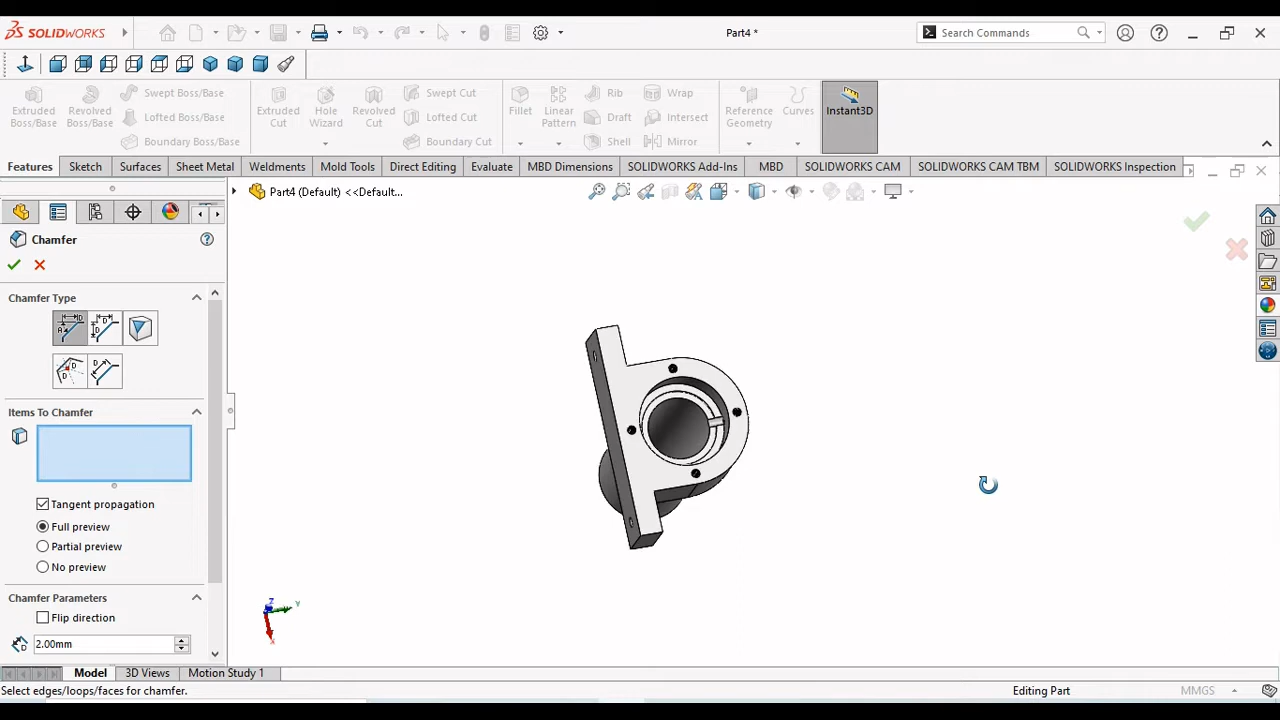 SOLIDWORKS
Part4 *
Search Commands
Extruded Boss/Base
Revolved Boss/Base
Swept Boss/Base
Lofted Boss/Base
Boundary Boss/Base
Extruded Cut
Hole Wizard
Revolved Cut
Swept Cut
Lofted Cut
Boundary Cut
Fillet
Linear Pattern
Rib
Draft
Shell
Wrap
Intersect
Mirror
Reference Geometry
Curves
Instant3D
Features Sketch Surfaces Sheet Metal Weldments Mold Tools Direct Editing Evaluate MBD Dimensions SOLIDWORKS Add-Ins MBD SOLIDWORKS CAM SOLIDWORKS CAM TBM SOLIDWORKS Inspection
Part4 (Default) <<Default...
Chamfer
Chamfer Type
Items To Chamfer
Tangent propagation
Full preview
Partial preview
No preview
Chamfer Parameters
Flip direction
2.00mm
Z
Y
X
Model 3D Views Motion Study 1
Select edges/loops/faces for chamfer.
Editing Part
MMGS